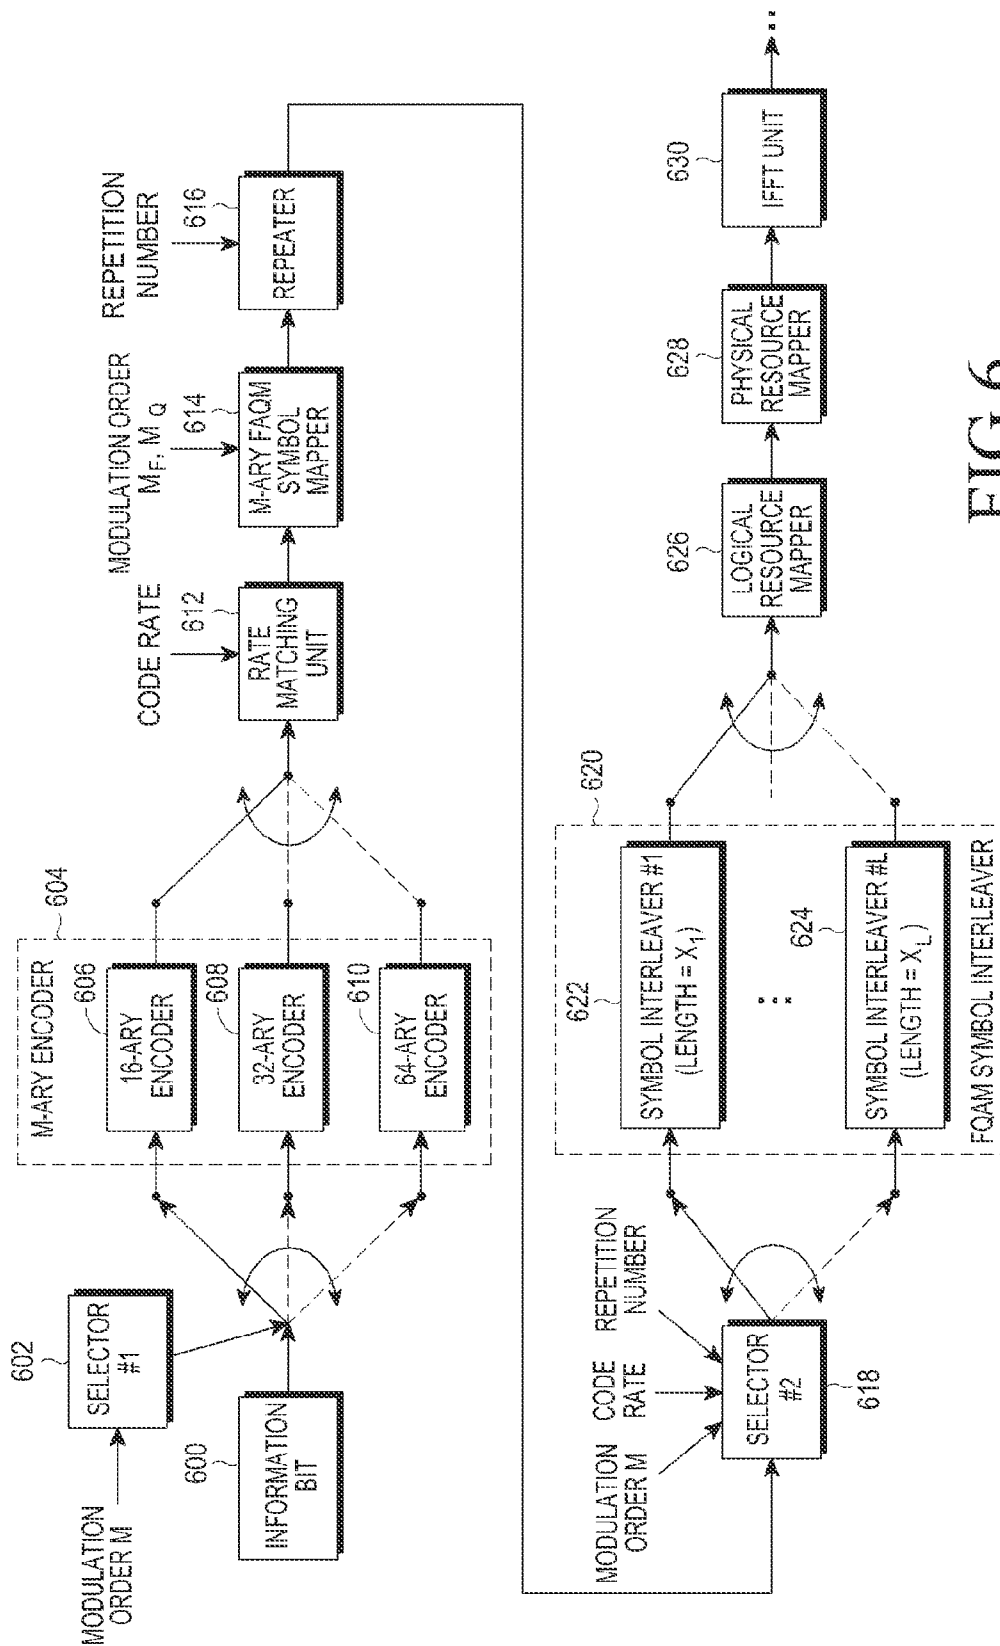 MODULATION
ORDER M
602
SELECTOR
#1
600
INFORMATION
BIT
M-ARY ENCODER
604
606
16-ARY
ENCODER
608
32-ARY
ENCODER
610
64-ARY
ENCODER
CODE RATE
612
RATE
MATCHING
UNIT
MODULATION ORDER
MF, MQ
614
M-ARY FAQM
SYMBOL
MAPPER
REPETITION
NUMBER
616
REPEATER
MODULATION
ORDER M
CODE
RATE
REPETITION
NUMBER
SELECTOR
#2
618
620
622
SYMBOL INTERLEAVER #1
(LENGTH = X1)
...
624
SYMBOL INTERLEAVER #L
(LENGTH = XL)
FQAM SYMBOL INTERLEAVER
626
LOGICAL
RESOURCE
MAPPER
628
PHYSICAL
RESOURCE
MAPPER
630
IFFT UNIT
...
FIG.6